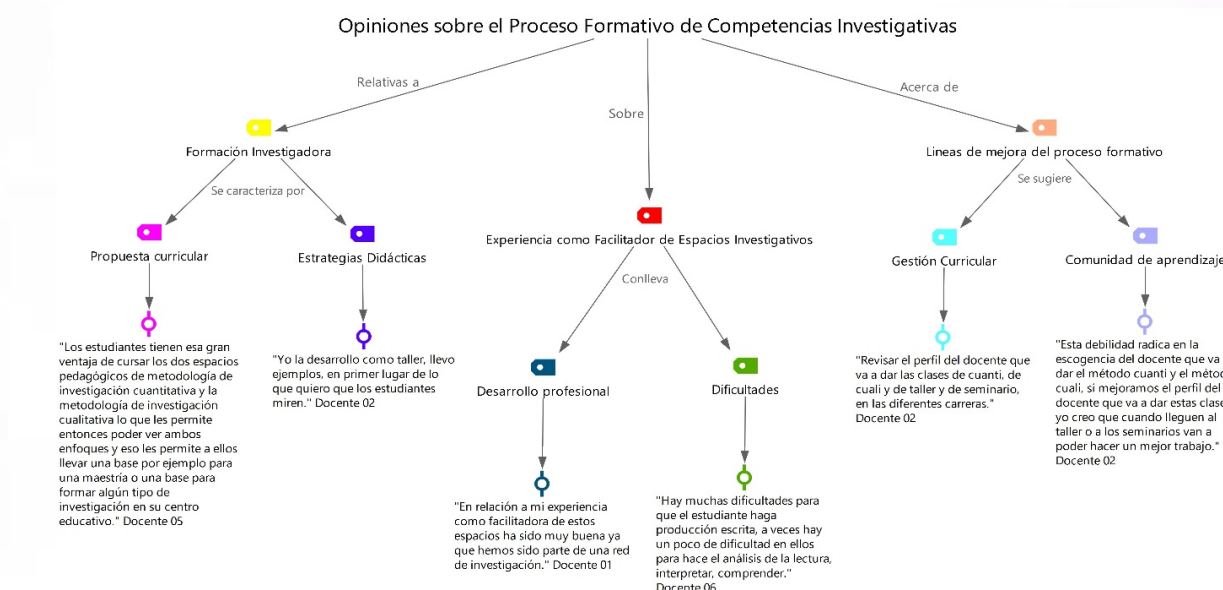 Opiniones sobre el Proceso Formativo de Competencias Investigativas
Relativas a
Sobre
Acerca de
Formación Investigadora
Se caracteriza por
Propuesta curricular
Estrategias Didácticas
"Los estudiantes tienen esa gran
ventaja de cursar los dos espacios
pedagógicos de metodología de
investigación cuantitativa y la
metodología de investigación
cualitativa lo que les permite
entonces poder ver ambos
enfoques y eso les permite a ellos
llevar una base por ejemplo para
una maestría o una base para
formar algún tipo de
investigación en su centro
educativo." Docente 05
"Yo la desarrollo como taller, llevo
ejemplos, en primer lugar de lo
que quiero que los estudiantes
miren." Docente 02
Experiencia como Facilitador de Espacios Investigativos
Conlleva
Desarrollo profesional
Dificultades
"En relación a mi experiencia
como facilitadora de estos
espacios ha sido muy buena ya
que hemos sido parte de una red
de investigación." Docente 01
"Hay muchas dificultades para
que el estudiante haga
producción escrita, a veces hay
un poco de dificultad en ellos
para hace el análisis de la lectura,
interpretar, comprender."
Docente 06
Lineas de mejora del proceso formativo
Se sugiere
Gestión Curricular
Comunidad de aprendizaje
"Revisar el perfil del docente que
va a dar las clases de cuanti, de
cuali y de taller y de seminario,
en las diferentes carreras."
Docente 02
"Esta debilidad radica en la
escogencia del docente que va
dar el método cuanti y el
cuali, si mejoramos el perfil del
docente que va a dar estas
yo creo que cuando lleguen al
taller o a los seminarios van a
poder hacer un mejor trabajo."
Docente 02